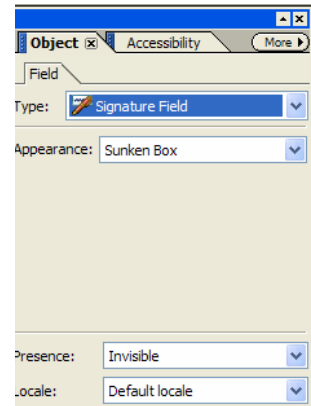 Object Accessibility More
Field
Type: Signature Field
Appearance: Sunken Box
Presence: Invisible
Locale: Default locale